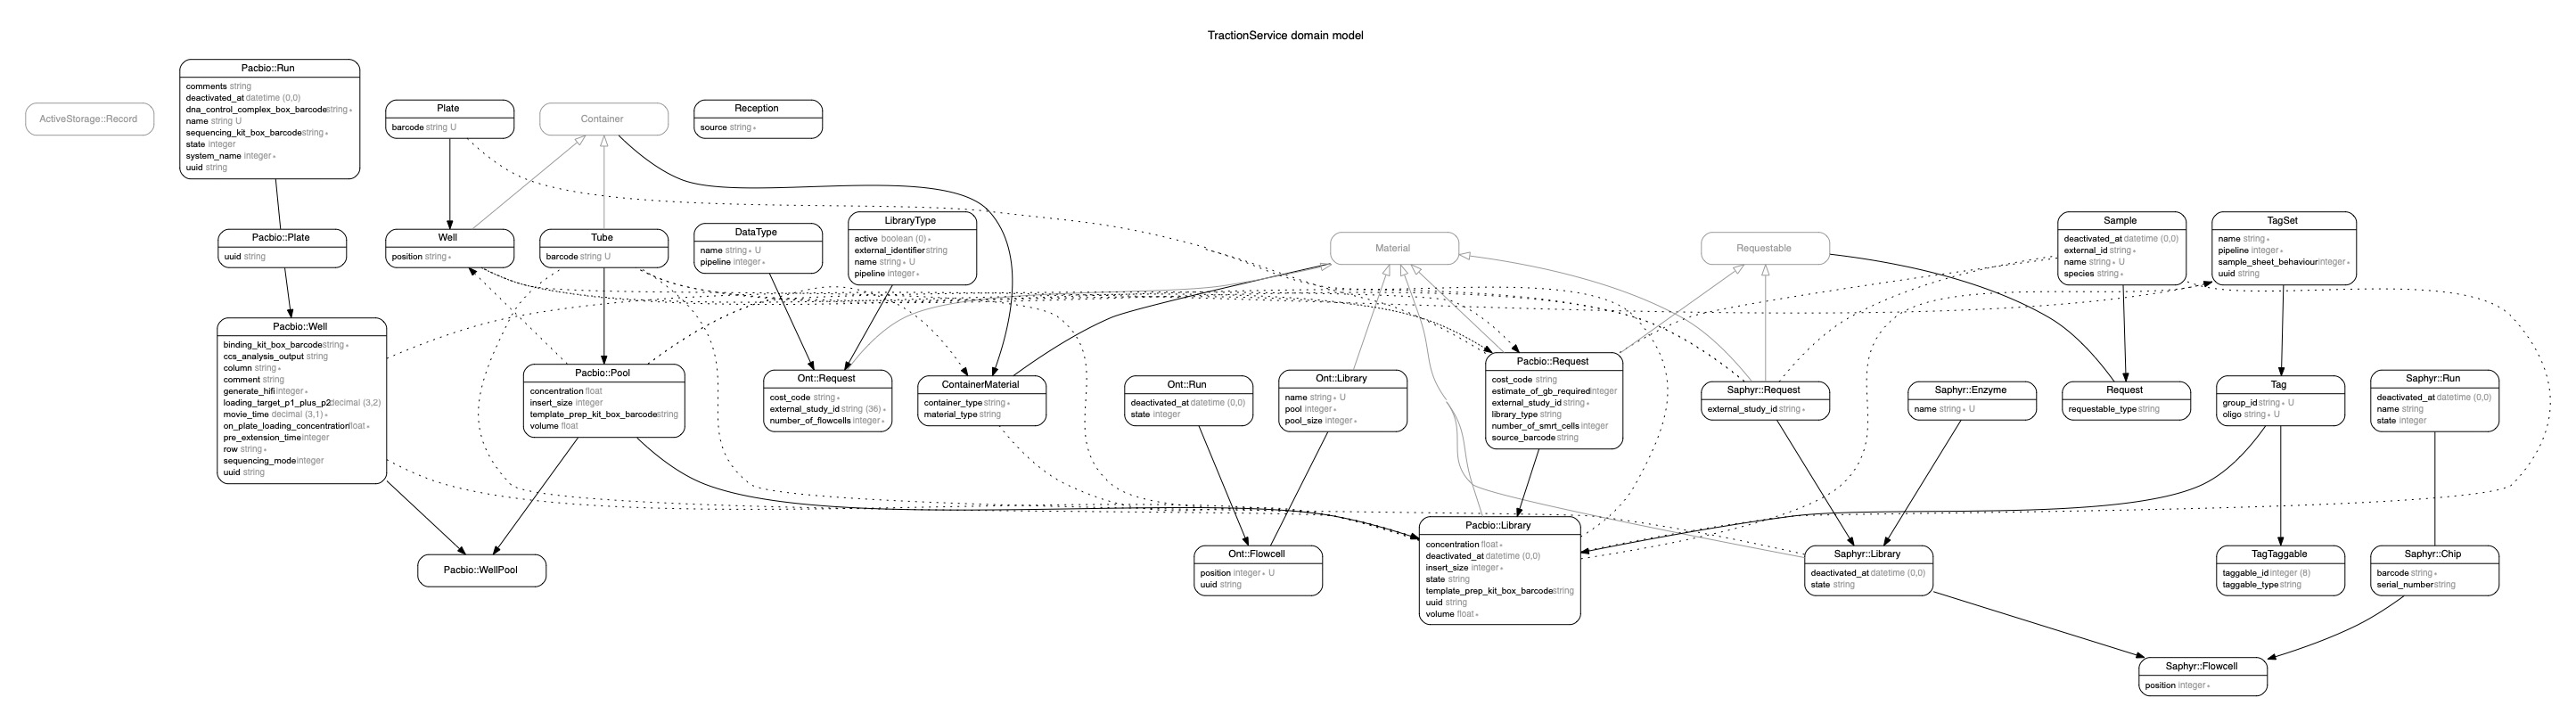 TractionService domain model
Pacbio::Run
comments string
deactivated_at datetime (0,0)
dna_control_complex_box_barcode string ∗
name string U
sequencing_kit_box_barcode string ∗
state integer
system_name integer ∗
uuid string
ActiveStorage::Record
Plate
barcode string U
Container
Reception
source string ∗
Pacbio::Plate
uuid string
Well
position string ∗
Tube
barcode string U
DataType
name string ∗ U
pipeline integer ∗
LibraryType
active boolean (0) ∗
external_identifier string
name string ∗ U
pipeline integer ∗
Material
Requestable
Sample
deactivated_at datetime (0,0)
external_id string ∗
name string ∗ U
species string ∗
TagSet
name string ∗
pipeline integer ∗
sample_sheet_behaviour integer ∗
uuid string
Pacbio::Well
binding_kit_box_barcode string ∗
ccs_analysis_output string
column string ∗
comment string
generate_hifi integer ∗
loading_target_p1_plus_p2 decimal (3,2)
movie_time decimal (3,1) ∗
on_plate_loading_concentration float ∗
pre_extension_time integer
row string ∗
sequencing_mode integer
uuid string
Pacbio::Pool
concentration float
insert_size integer
template_prep_kit_box_barcode string
volume float
Ont::Request
cost_code string ∗
external_study_id string (36) ∗
number_of_flowcells integer ∗
ContainerMaterial
container_type string ∗
material_type string
Ont::Run
deactivated_at datetime (0,0)
state integer
Ont::Library
name string ∗ U
pool integer ∗
pool_size integer ∗
Pacbio::Request
cost_code string
estimate_of_gb_required integer
external_study_id string ∗
library_type string
number_of_smrt_cells integer
source_barcode string
Saphyr::Request
external_study_id string ∗
Saphyr::Enzyme
name string ∗ U
Request
requestable_type string
Tag
group_id string ∗ U
oligo string ∗ U
Saphyr::Run
deactivated_at datetime (0,0)
name string
state integer
Pacbio::WellPool
Ont::Flowcell
position integer ∗ U
uuid string
Pacbio::Library
concentration float ∗
deactivated_at datetime (0,0)
insert_size integer ∗
state string
template_prep_kit_box_barcode string
uuid string
volume float ∗
Saphyr::Library
deactivated_at datetime (0,0)
state string
TagTaggable
taggable_id integer (8)
taggable_type string
Saphyr::Chip
barcode string ∗
serial_number string
Saphyr::Flowcell
position integer ∗